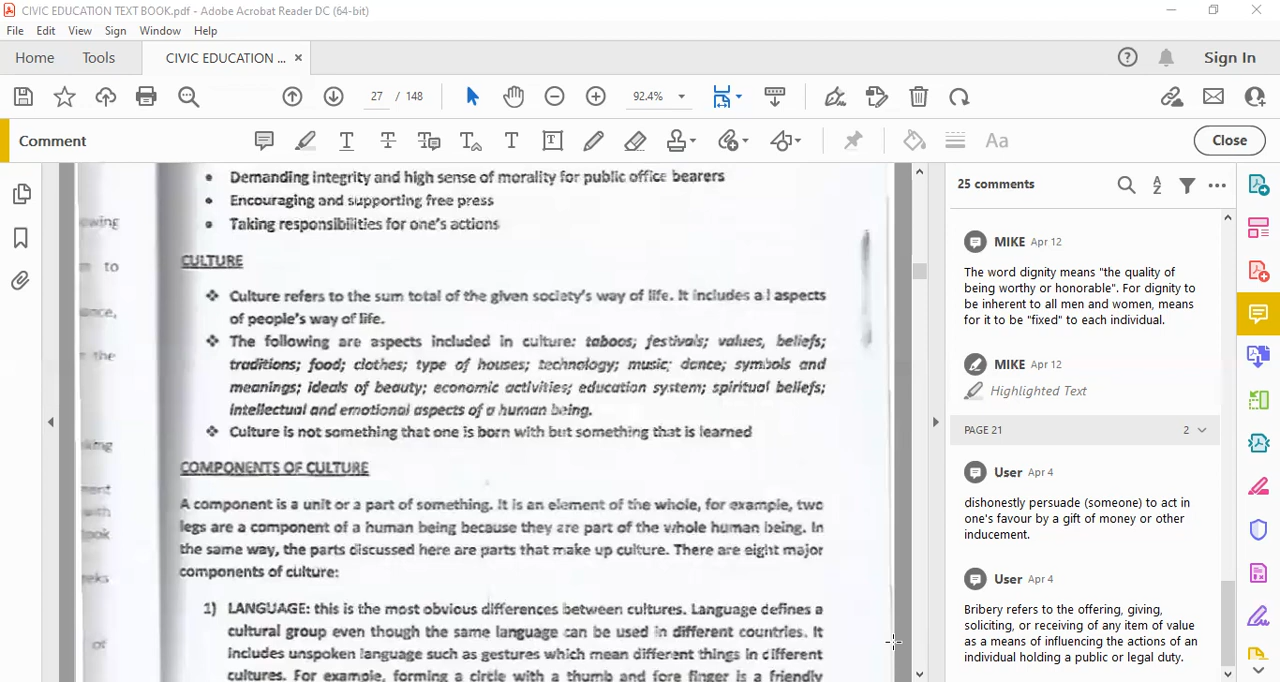 CIVIC EDUCATION TEXT BOOK.pdf - Adobe Acrobat Reader DC (64-bit)
File Edit View Sign Window Help
Home Tools CIVIC EDUCATION ... × Sign In
27 / 148 92.4%
Comment Close
• Demanding integrity and high sense of morality for public office bearers
• Encouraging and supporting free press
• Taking responsibilities for one's actions
CULTURE
❖ Culture refers to the sum total of the given society's way of life. It includes all aspects
of people's way of life.
❖ The following are aspects included in culture: taboos; festivals; values, beliefs;
traditions; food; clothes; type of houses; technology; music; dance; symbols and
meanings; ideals of beauty; economic activities; education system; spiritual beliefs;
intellectual and emotional aspects of a human being.
❖ Culture is not something that one is born with but something that is learned
COMPONENTS OF CULTURE
A component is a unit or a part of something. It is an element of the whole, for example, two
legs are a component of a human being because they are part of the whole human being. In
the same way, the parts discussed here are parts that make up culture. There are eight major
components of culture:
1) LANGUAGE: this is the most obvious differences between cultures. Language defines a
cultural group even though the same language can be used in different countries. It
includes unspoken language such as gestures which mean different things in different
cultures. For example, forming a circle with a thumb and fore finger is a friendly
25 comments
MIKE Apr 12
The word dignity means "the quality of
being worthy or honorable". For dignity to
be inherent to all men and women, means
for it to be "fixed" to each individual.
MIKE Apr 12
Highlighted Text
PAGE 21 2
User Apr 4
dishonestly persuade (someone) to act in
one's favour by a gift of money or other
inducement.
User Apr 4
Bribery refers to the offering, giving,
soliciting, or receiving of any item of value
as a means of influencing the actions of an
individual holding a public or legal duty.